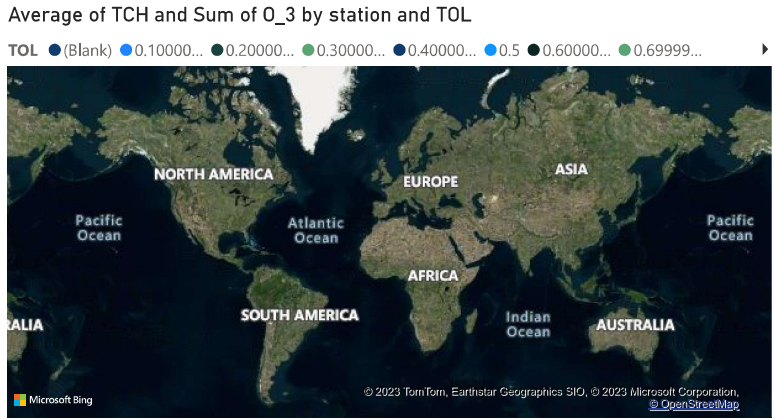 Average of TCH and Sum of O_3 by station and TOL
TOL (Blank) 0.10000... 0.20000... 0.30000... 0.40000... 0.5 0.60000... 0.69999...
NORTH AMERICA
EUROPE
ASIA
Pacific
Ocean
Atlantic
Ocean
Pacific
Ocean
AFRICA
SOUTH AMERICA
Indian
Ocean
RALIA
AUSTRALIA
Microsoft Bing
© 2023 TomTom, Earthstar Geographics SIO, © 2023 Microsoft Corporation,
© OpenStreetMap